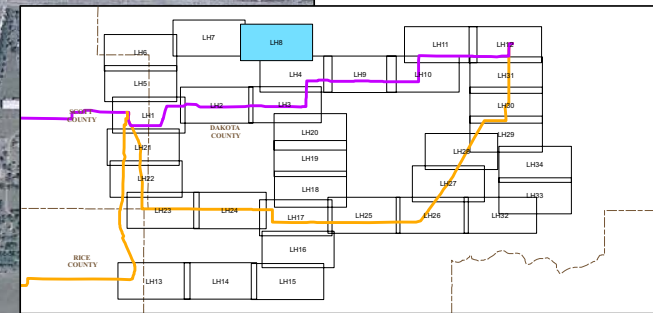 LH7
LH8
LH11
LH12
LH6
LH4
LH9
LH10
LH31
LH5
LH2
LH3
LH30
SCOTT
COUNTY
LH1
DAKOTA
COUNTY
LH20
LH29
LH21
LH28
LH34
LH19
LH22
LH27
LH18
LH33
LH23
LH24
LH17
LH25
LH26
LH32
LH16
RICE
COUNTY
LH13
LH14
LH15